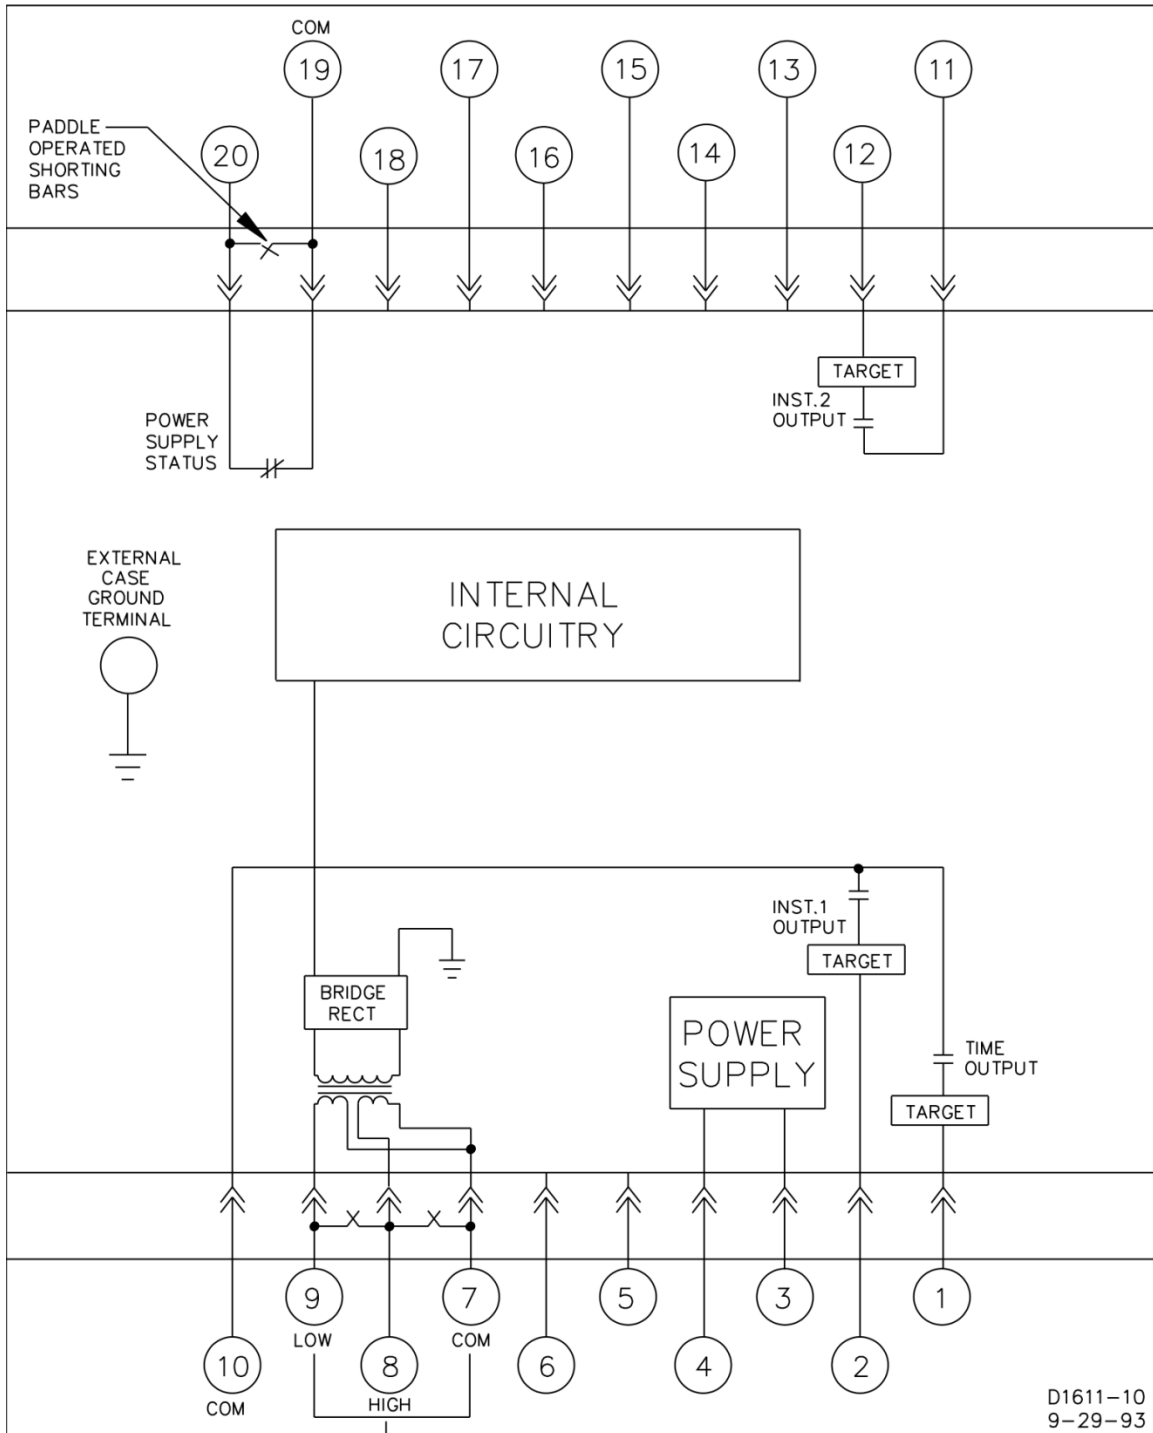 COM
19
17
15
13
11
PADDLE
OPERATED
SHORTING
BARS
20
18
16
14
12
TARGET
INST.2
OUTPUT
POWER
SUPPLY
STATUS
EXTERNAL
CASE
GROUND
TERMINAL
INTERNAL
CIRCUITRY
INST.1
OUTPUT
TARGET
BRIDGE
RECT
POWER
SUPPLY
TIME
OUTPUT
TARGET
9
7
5
3
1
LOW
COM
10
8
6
4
2
COM
HIGH
D1611-10
9-29-93